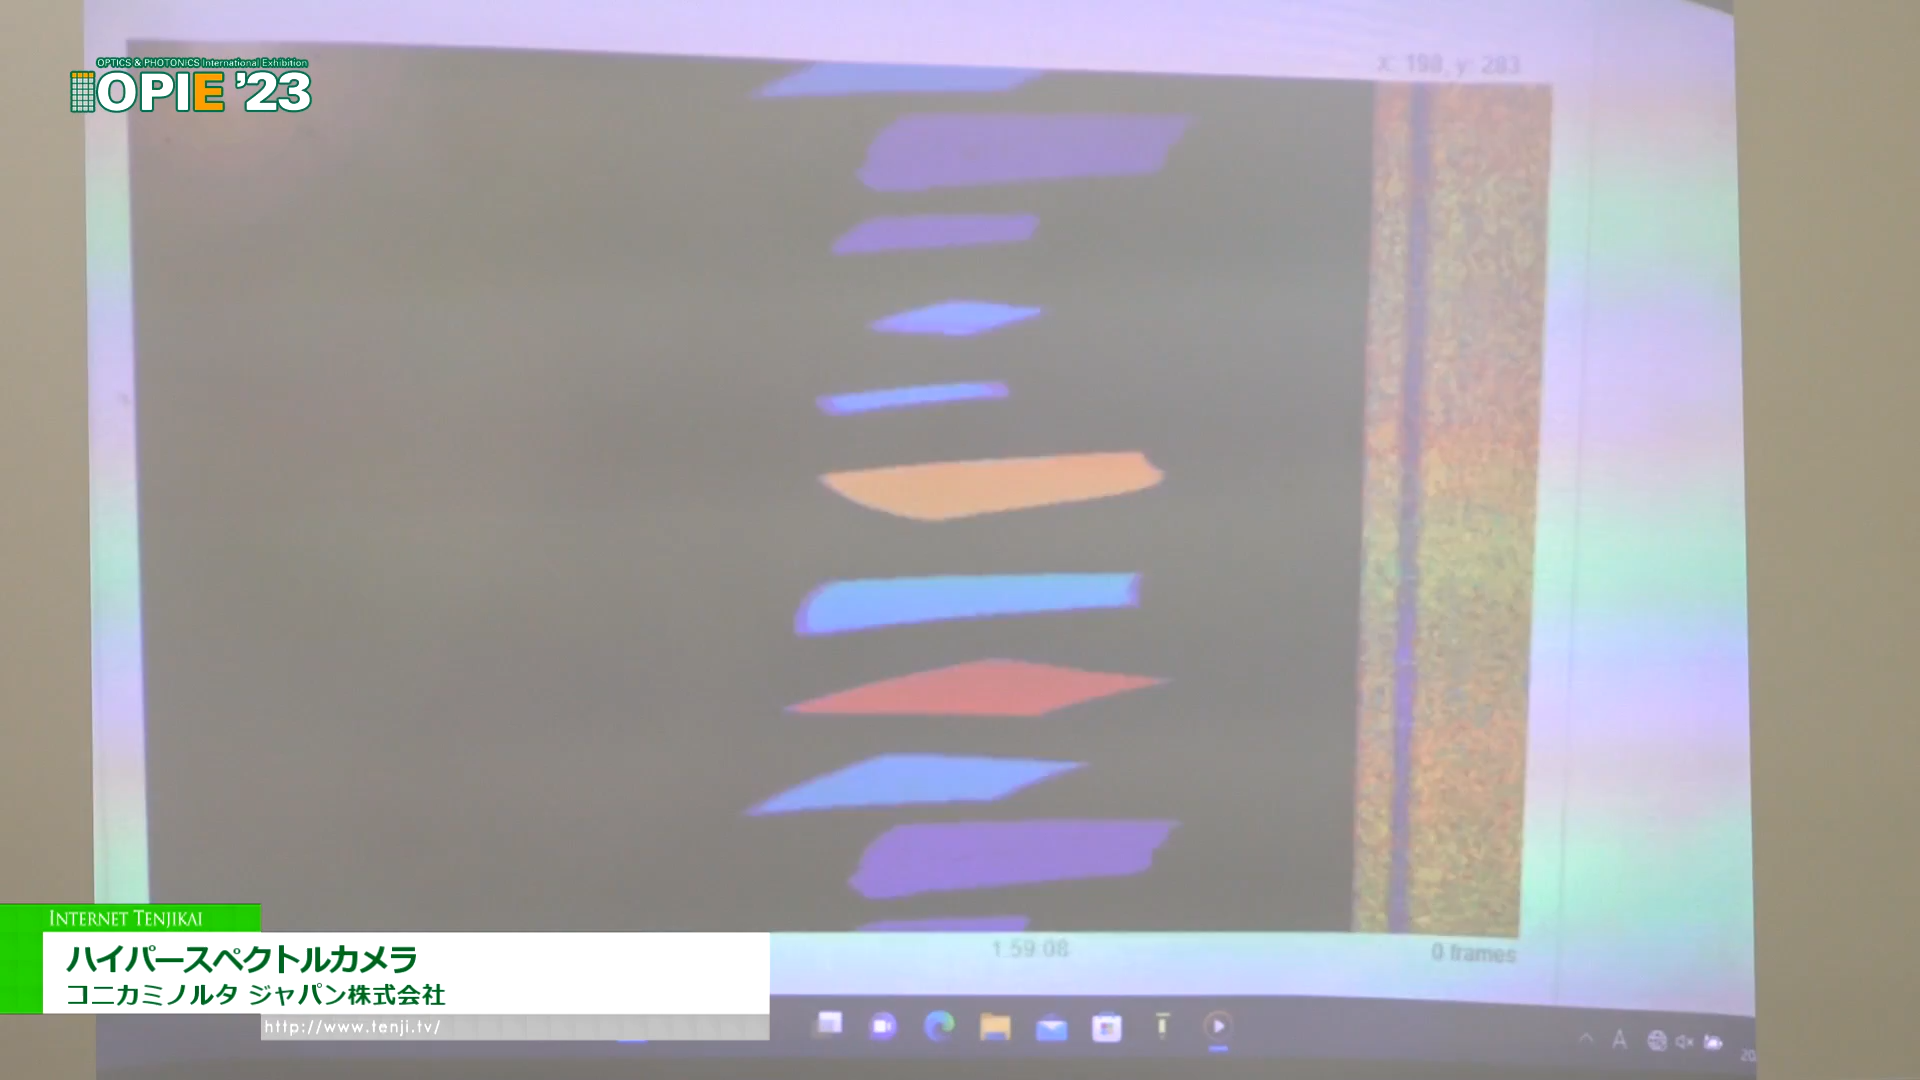 OPTICS & PHOTONICS International Exhibition
OPIE '23
x: 190, y: 283
1:59:08
0 frames
INTERNET TENJIKAI
ハイパースペクトルカメラ
コニカミノルタ ジャパン株式会社
http://www.tenji.tv/
A